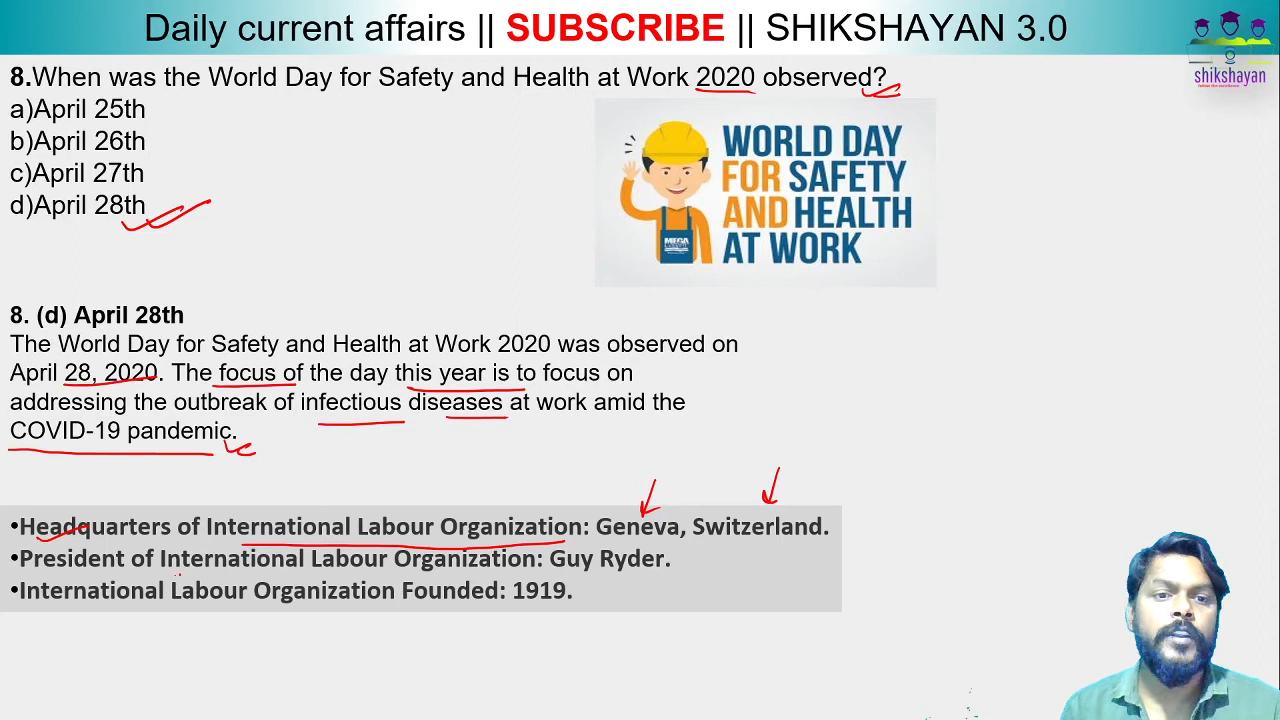 Daily current affairs || SUBSCRIBE || SHIKSHAYAN 3.0
shikshayan
8.When was the World Day for Safety and Health at Work 2020 observed?
a)April 25th
b)April 26th
c)April 27th
d)April 28th
WORLD DAY
FOR SAFETY
AND HEALTH
AT WORK
MEGA
8. (d) April 28th
The World Day for Safety and Health at Work 2020 was observed on
April 28, 2020. The focus of the day this year is to focus on
addressing the outbreak of infectious diseases at work amid the
COVID-19 pandemic.
•Headquarters of International Labour Organization: Geneva, Switzerland.
•President of International Labour Organization: Guy Ryder.
•International Labour Organization Founded: 1919.